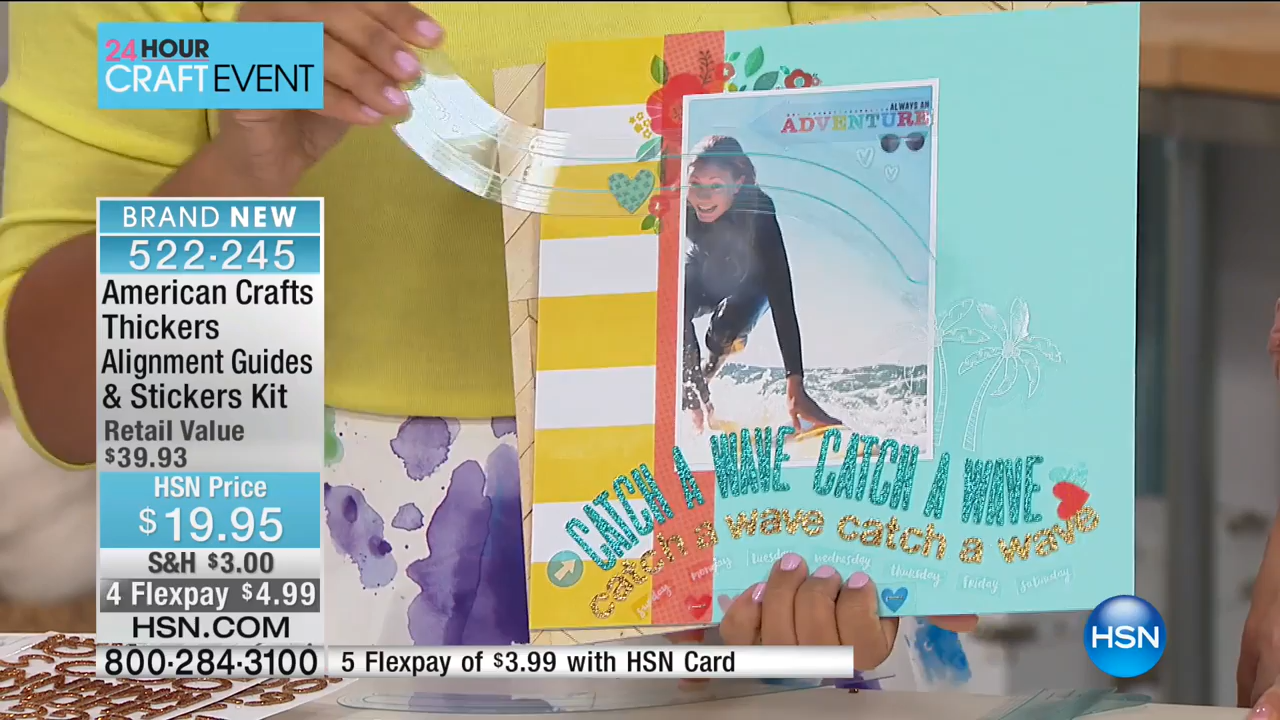 24 HOUR
CRAFT EVENT
BRAND NEW
522-245
American Crafts
Thickers
Alignment Guides
& Stickers Kit
Retail Value
$39.93
HSN Price
$19.95
S&H $3.00
4 Flexpay $4.99
HSN.COM
800-284-3100
5 Flexpay of $3.99 with HSN Card
ALWAYS AN
ADVENTURE
CATCH A WAVE CATCH A WAVE
catch a wave catch a wave
sunday monday tuesday wednesday thursday friday saturday
HSN